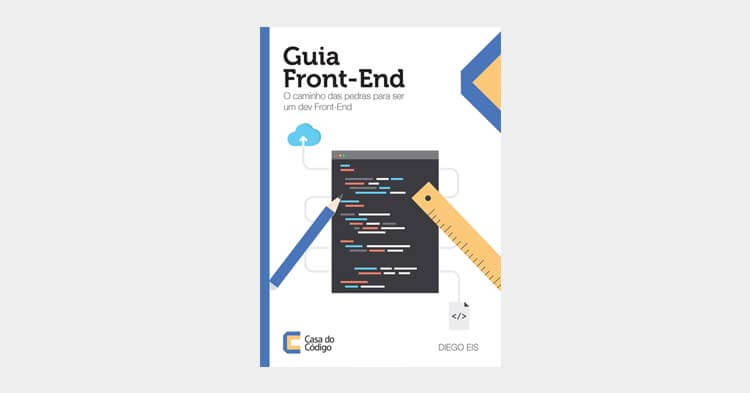 Guia
Front-End
O caminho das pedras para ser
um dev Front-End
</>
Casa do
Código
DIEGO EIS